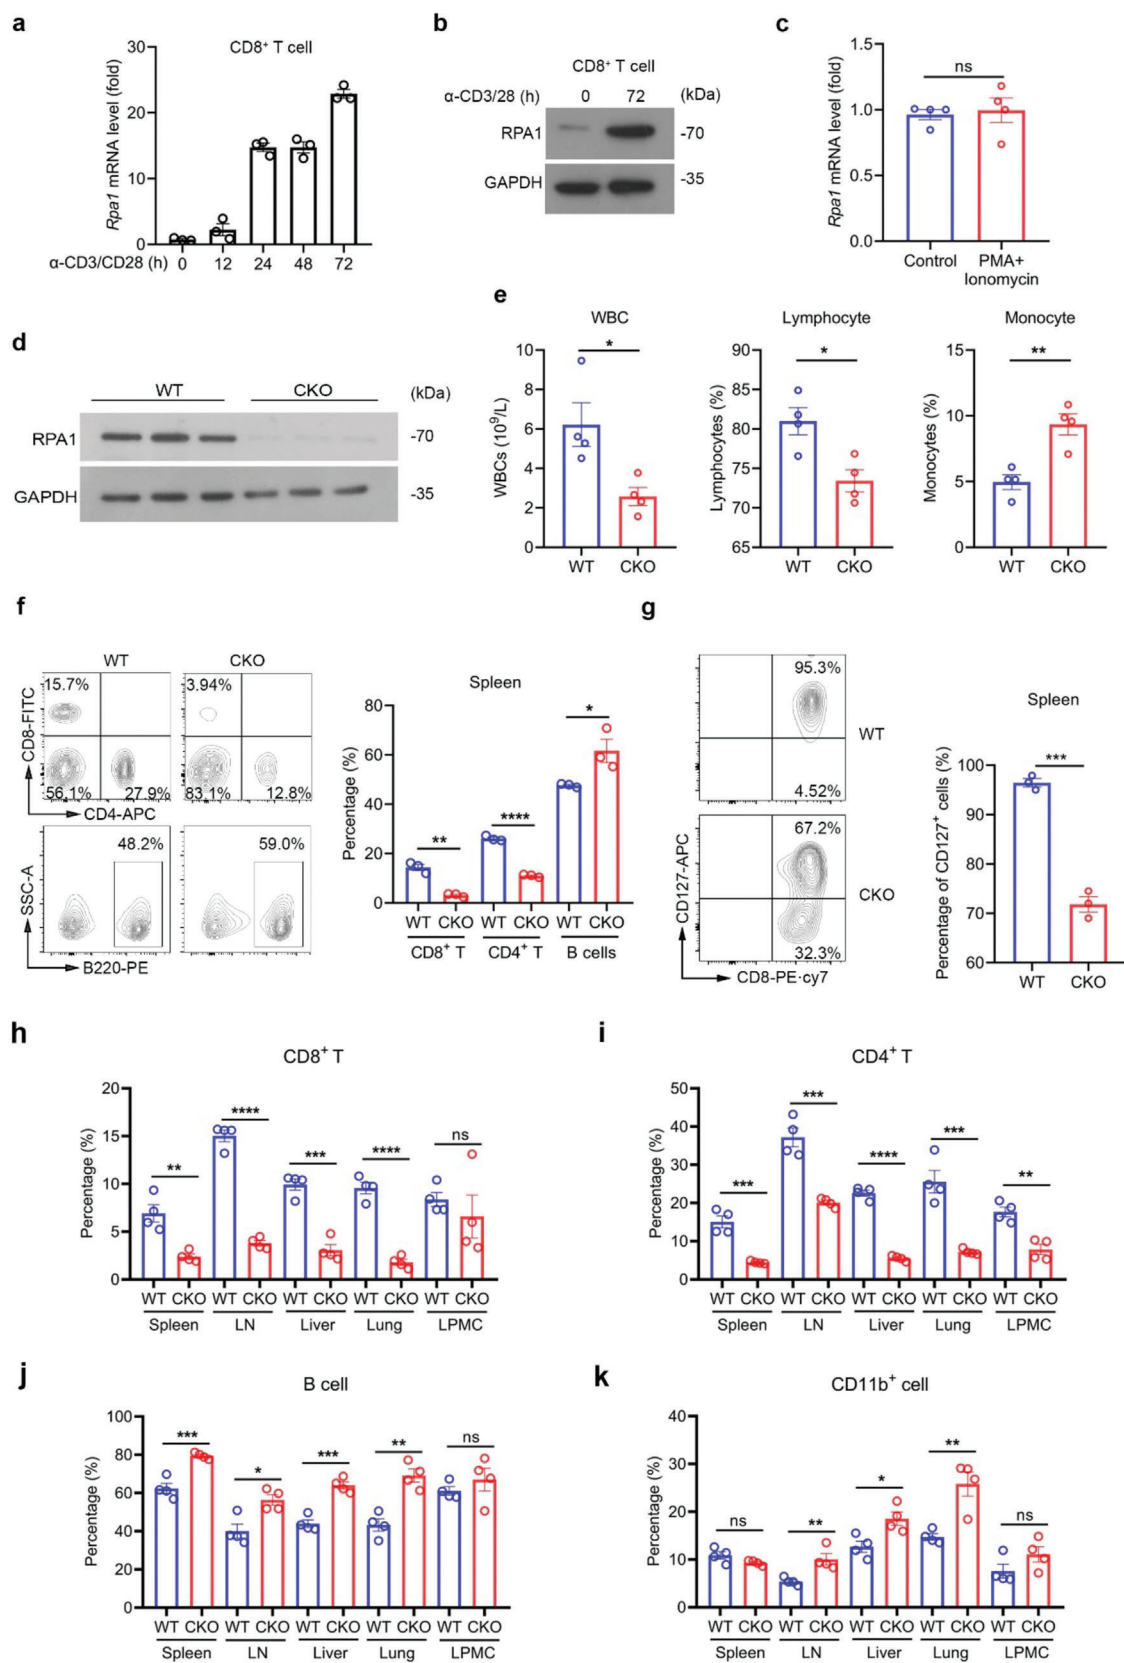 a
CD8+ T cell
Rpa1 mRNA level (fold)
30
20
10
0
α-CD3/CD28 (h)
0 12 24 48 72
b
CD8+ T cell
α-CD3/28 (h) 0 72 (kDa)
RPA1 -70
GAPDH -35
c
Rpa1 mRNA level (fold)
1.5
1.0
0.5
0.0
ns
Control PMA+
Ionomycin
d
WT CKO (kDa)
RPA1 -70
GAPDH -35
e
WBC
WBCs (10⁹/L)
10
8
6
4
2
0
*
WT CKO
Lymphocyte
Lymphocytes (%)
90
85
80
75
70
65
*
WT CKO
Monocyte
Monocytes (%)
15
10
5
0
**
WT CKO
f
WT CKO
CD8-FITC
15.7% 3.94%
56.1% 27.9% 83.1% 12.8%
CD4-APC
SSC-A
48.2% 59.0%
B220-PE
Spleen
Percentage (%)
80
60
40
20
0
** **** *
WT CKO WT CKO WT CKO
CD8+ T CD4+ T B cells
g
95.3%
WT
4.52%
67.2%
CKO
32.3%
CD127-APC
CD8-PE·cy7
Spleen
Percentage of CD127+ cells (%)
100
90
80
70
60
***
WT CKO
h
CD8+ T
Percentage (%)
20
15
10
5
0
** **** *** **** ns
WT CKO WT CKO WT CKO WT CKO WT CKO
Spleen LN Liver Lung LPMC
i
CD4+ T
Percentage (%)
50
40
30
20
10
0
*** *** **** *** **
WT CKO WT CKO WT CKO WT CKO WT CKO
Spleen LN Liver Lung LPMC
j
B cell
Percentage (%)
100
80
60
40
20
0
*** * *** ** ns
WT CKO WT CKO WT CKO WT CKO WT CKO
Spleen LN Liver Lung LPMC
k
CD11b+ cell
Percentage (%)
40
30
20
10
0
ns ** * ** ns
WT CKO WT CKO WT CKO WT CKO WT CKO
Spleen LN Liver Lung LPMC